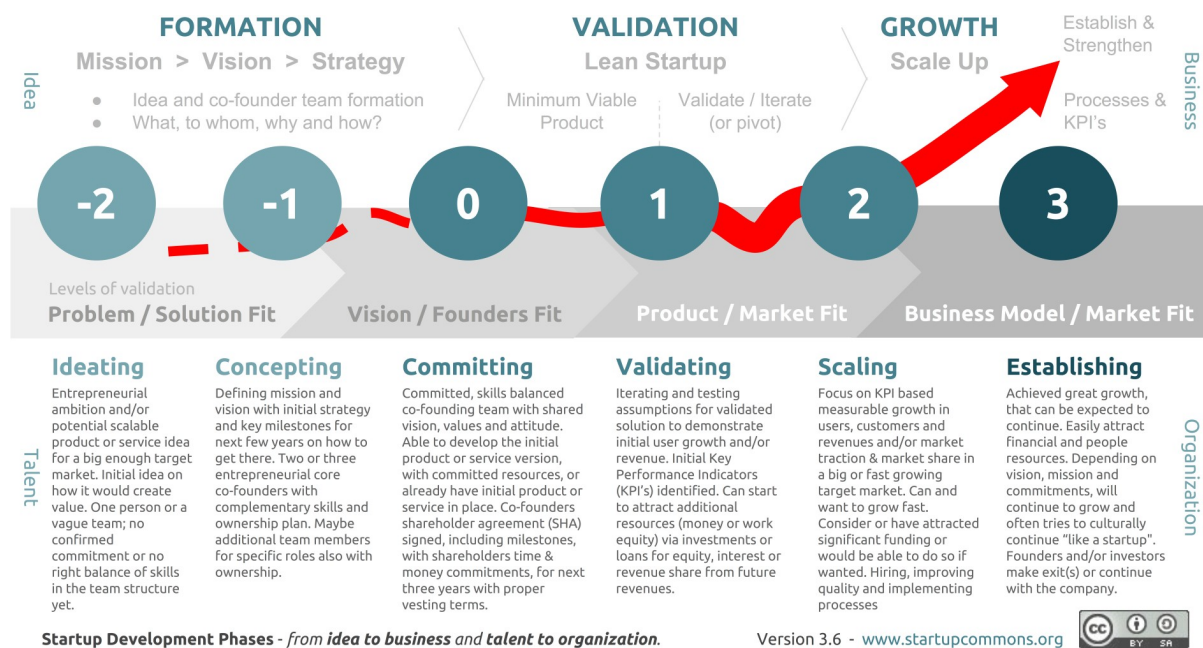 FORMATION
Mission > Vision > Strategy
● Idea and co-founder team formation
● What, to whom, why and how?
VALIDATION
Lean Startup
Minimum Viable
Product
Validate / Iterate
(or pivot)
GROWTH
Scale Up
Establish &
Strengthen
Processes &
KPI's
Idea
Business
-2
-1
0
1
2
3
Levels of validation
Problem / Solution Fit
Vision / Founders Fit
Product / Market Fit
Business Model / Market Fit
Talent
Organization
Ideating
Entrepreneurial
ambition and/or
potential scalable
product or service idea
for a big enough target
market. Initial idea on
how it would create
value. One person or a
vague team; no
confirmed
commitment or no
right balance of skills
in the team structure
yet.
Concepting
Defining mission and
vision with initial strategy
and key milestones for
next few years on how to
get there. Two or three
entrepreneurial core
co-founders with
complementary skills and
ownership plan. Maybe
additional team members
for specific roles also with
ownership.
Committing
Committed, skills balanced
co-founding team with shared
vision, values and attitude.
Able to develop the initial
product or service version,
with committed resources, or
already have initial product or
service in place. Co-founders
shareholder agreement (SHA)
signed, including milestones,
with shareholders time &
money commitments, for next
three years with proper
vesting terms.
Validating
Iterating and testing
assumptions for validated
solution to demonstrate
initial user growth and/or
revenue. Initial Key
Performance Indicators
(KPI's) identified. Can start
to attract additional
resources (money or work
equity) via investments or
loans for equity, interest or
revenue share from future
revenues.
Scaling
Focus on KPI based
measurable growth in
users, customers and
revenues and/or market
traction & market share in
a big or fast growing
target market. Can and
want to grow fast.
Consider or have attracted
significant funding or
would be able to do so if
wanted. Hiring, improving
quality and implementing
processes
Establishing
Achieved great growth,
that can be expected to
continue. Easily attract
financial and people
resources. Depending on
vision, mission and
commitments, will
continue to grow and
often tries to culturally
continue "like a startup".
Founders and/or investors
make exit(s) or continue
with the company.
Startup Development Phases - from idea to business and talent to organization.
Version 3.6 - www.startupcommons.org
cc
BY SA